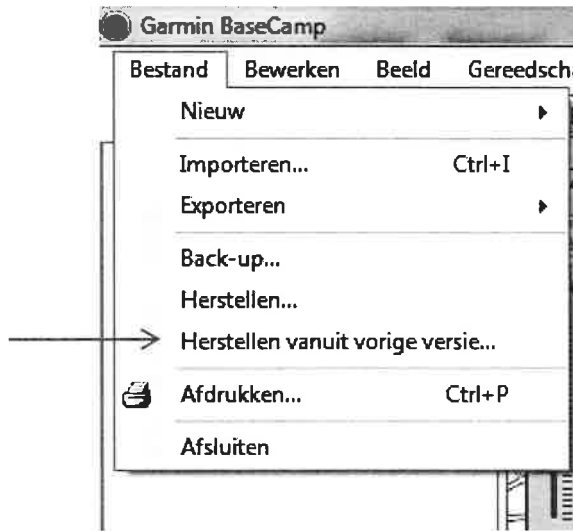 Garmin BaseCamp
Bestand Bewerken Beeld
Nieuw
Importeren... Ctrl+I
Exporteren
Back-up...
Herstellen...
Herstellen vanuit vorige versie...
Afdrukken... Ctrl+P
Afsluiten